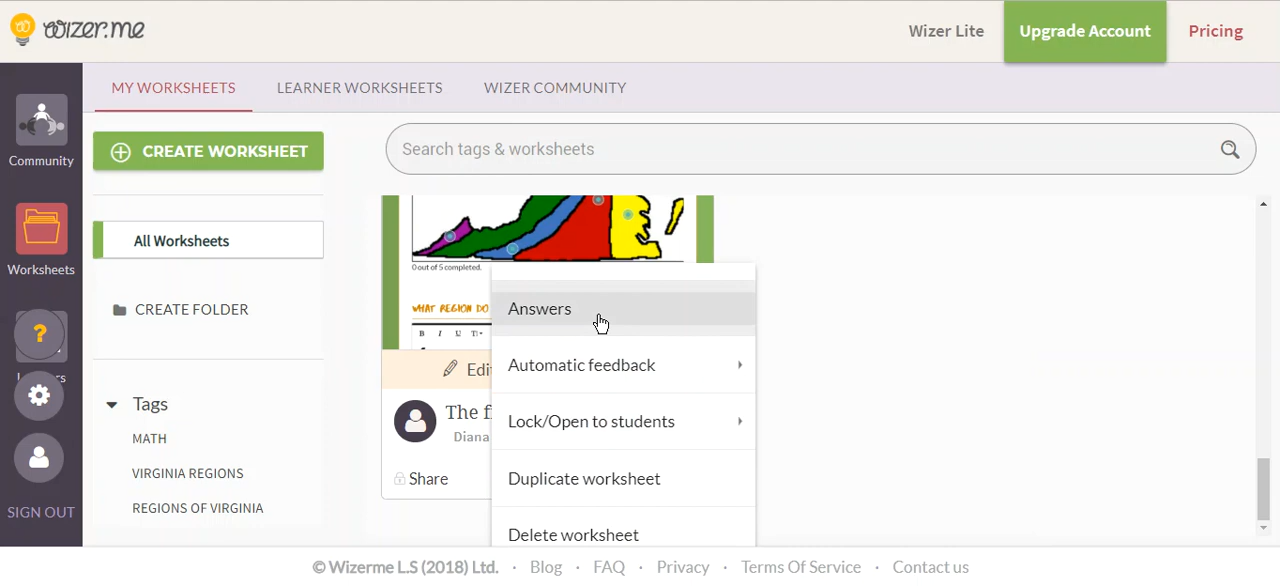 wizer.me
Wizer Lite
Upgrade Account
Pricing
MY WORKSHEETS
LEARNER WORKSHEETS
WIZER COMMUNITY
Community
CREATE WORKSHEET
Search tags & worksheets
Worksheets
All Worksheets
CREATE FOLDER
0 out of 5 completed.
WHAT REGION DO
B I U T
Answers
Automatic feedback
Edi
The f
Diana
Lock/Open to students
Share
Duplicate worksheet
Delete worksheet
Tags
MATH
VIRGINIA REGIONS
REGIONS OF VIRGINIA
SIGN OUT
© Wizerme L.S (2018) Ltd. · Blog · FAQ · Privacy · Terms Of Service · Contact us